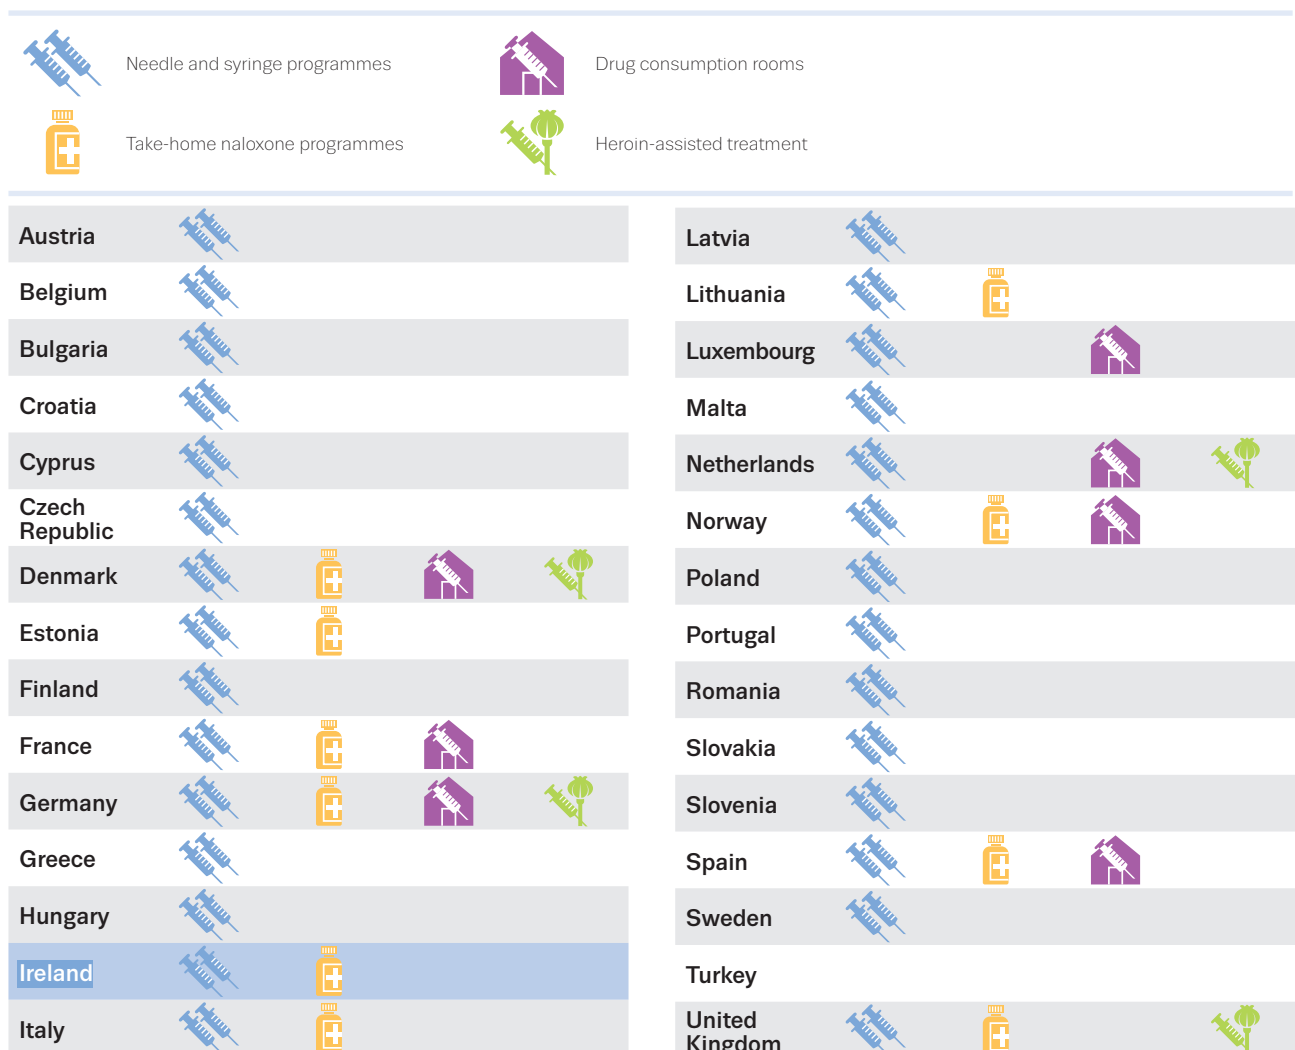 Needle and syringe programmes
Drug consumption rooms
Take-home naloxone programmes
Heroin-assisted treatment
Austria
Belgium
Bulgaria
Croatia
Cyprus
Czech
Republic
Denmark
Estonia
Finland
France
Germany
Greece
Hungary
Ireland
Italy
Latvia
Lithuania
Luxembourg
Malta
Netherlands
Norway
Poland
Portugal
Romania
Slovakia
Slovenia
Spain
Sweden
Turkey
United
Kingdom